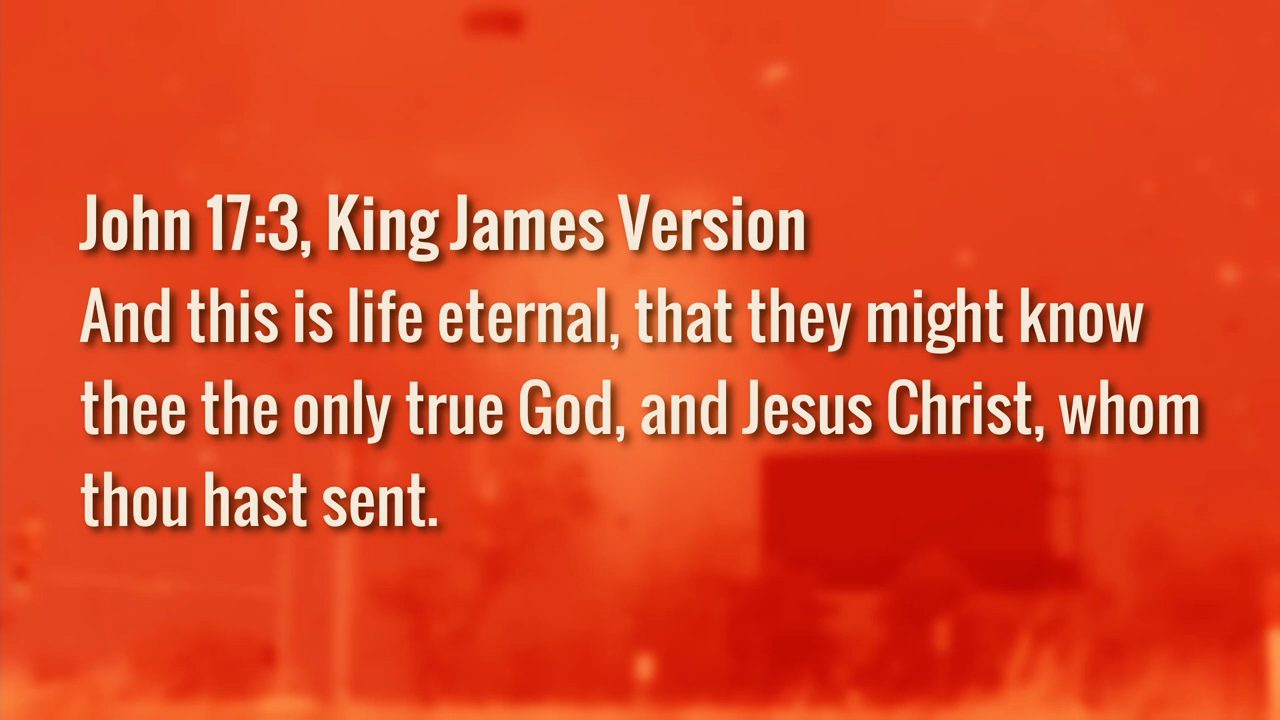 John 17:3, King James Version
And this is life eternal, that they might know
thee the only true God, and Jesus Christ, whom
thou hast sent.